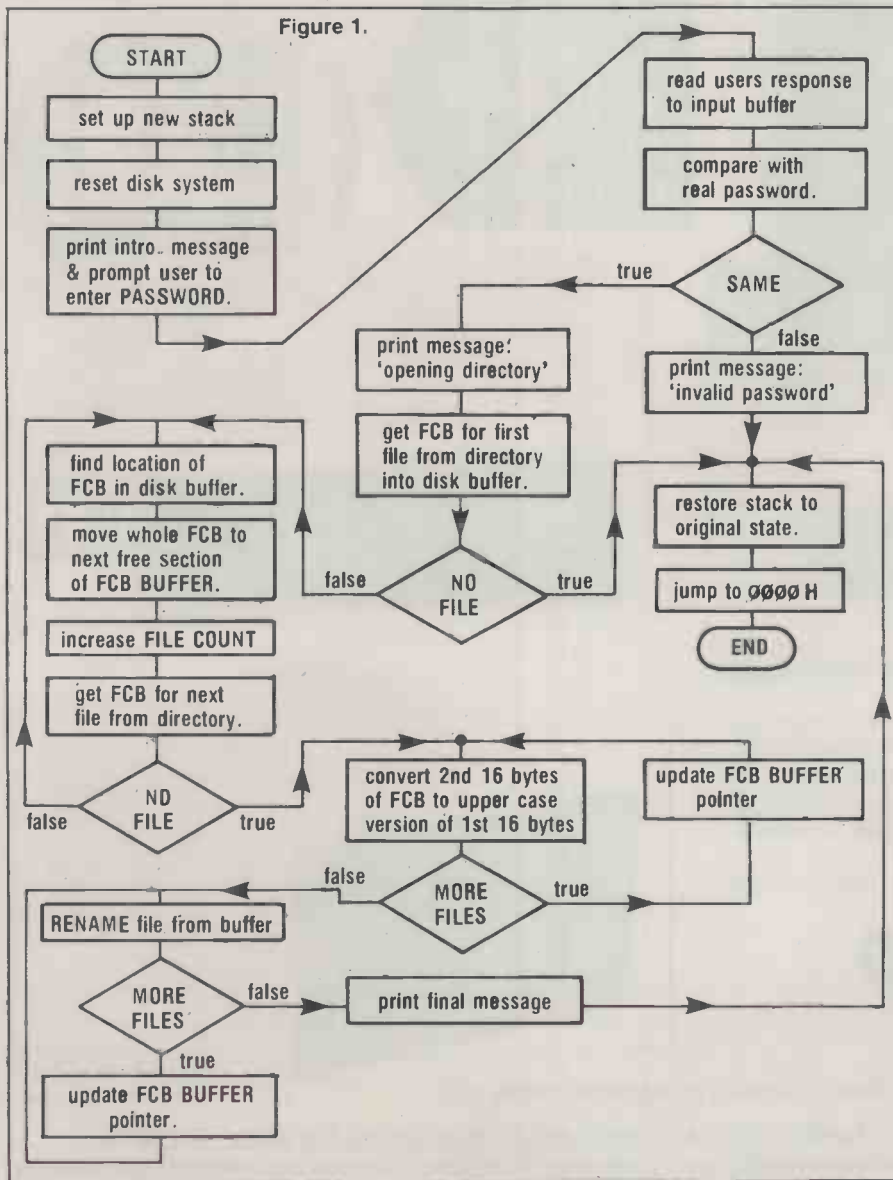 Figure 1.
START
set up new stack
reset disk system
print intro.. message
& prompt user to
enter PASSWORD.
read users response
to input buffer
compare with
real password.
SAME
true
false
print message:
'opening directory'
print message:
'invalid password'
get FCB for first
file from directory
into disk buffer.
restore stack to
original state.
NO
FILE
false
true
jump to 0000 H
END
find location of
FCB in disk buffer.
move whole FCB to
next free section
of FCB BUFFER.
increase FILE COUNT
get FCB for next
file from directory.
NO
FILE
false
true
convert 2nd 16 bytes
of FCB to upper case
version of 1st 16 bytes
update FCB BUFFER
pointer
MORE
FILES
false
true
RENAME file from buffer
MORE
FILES
false
print final message
true
update FCB BUFFER
pointer.